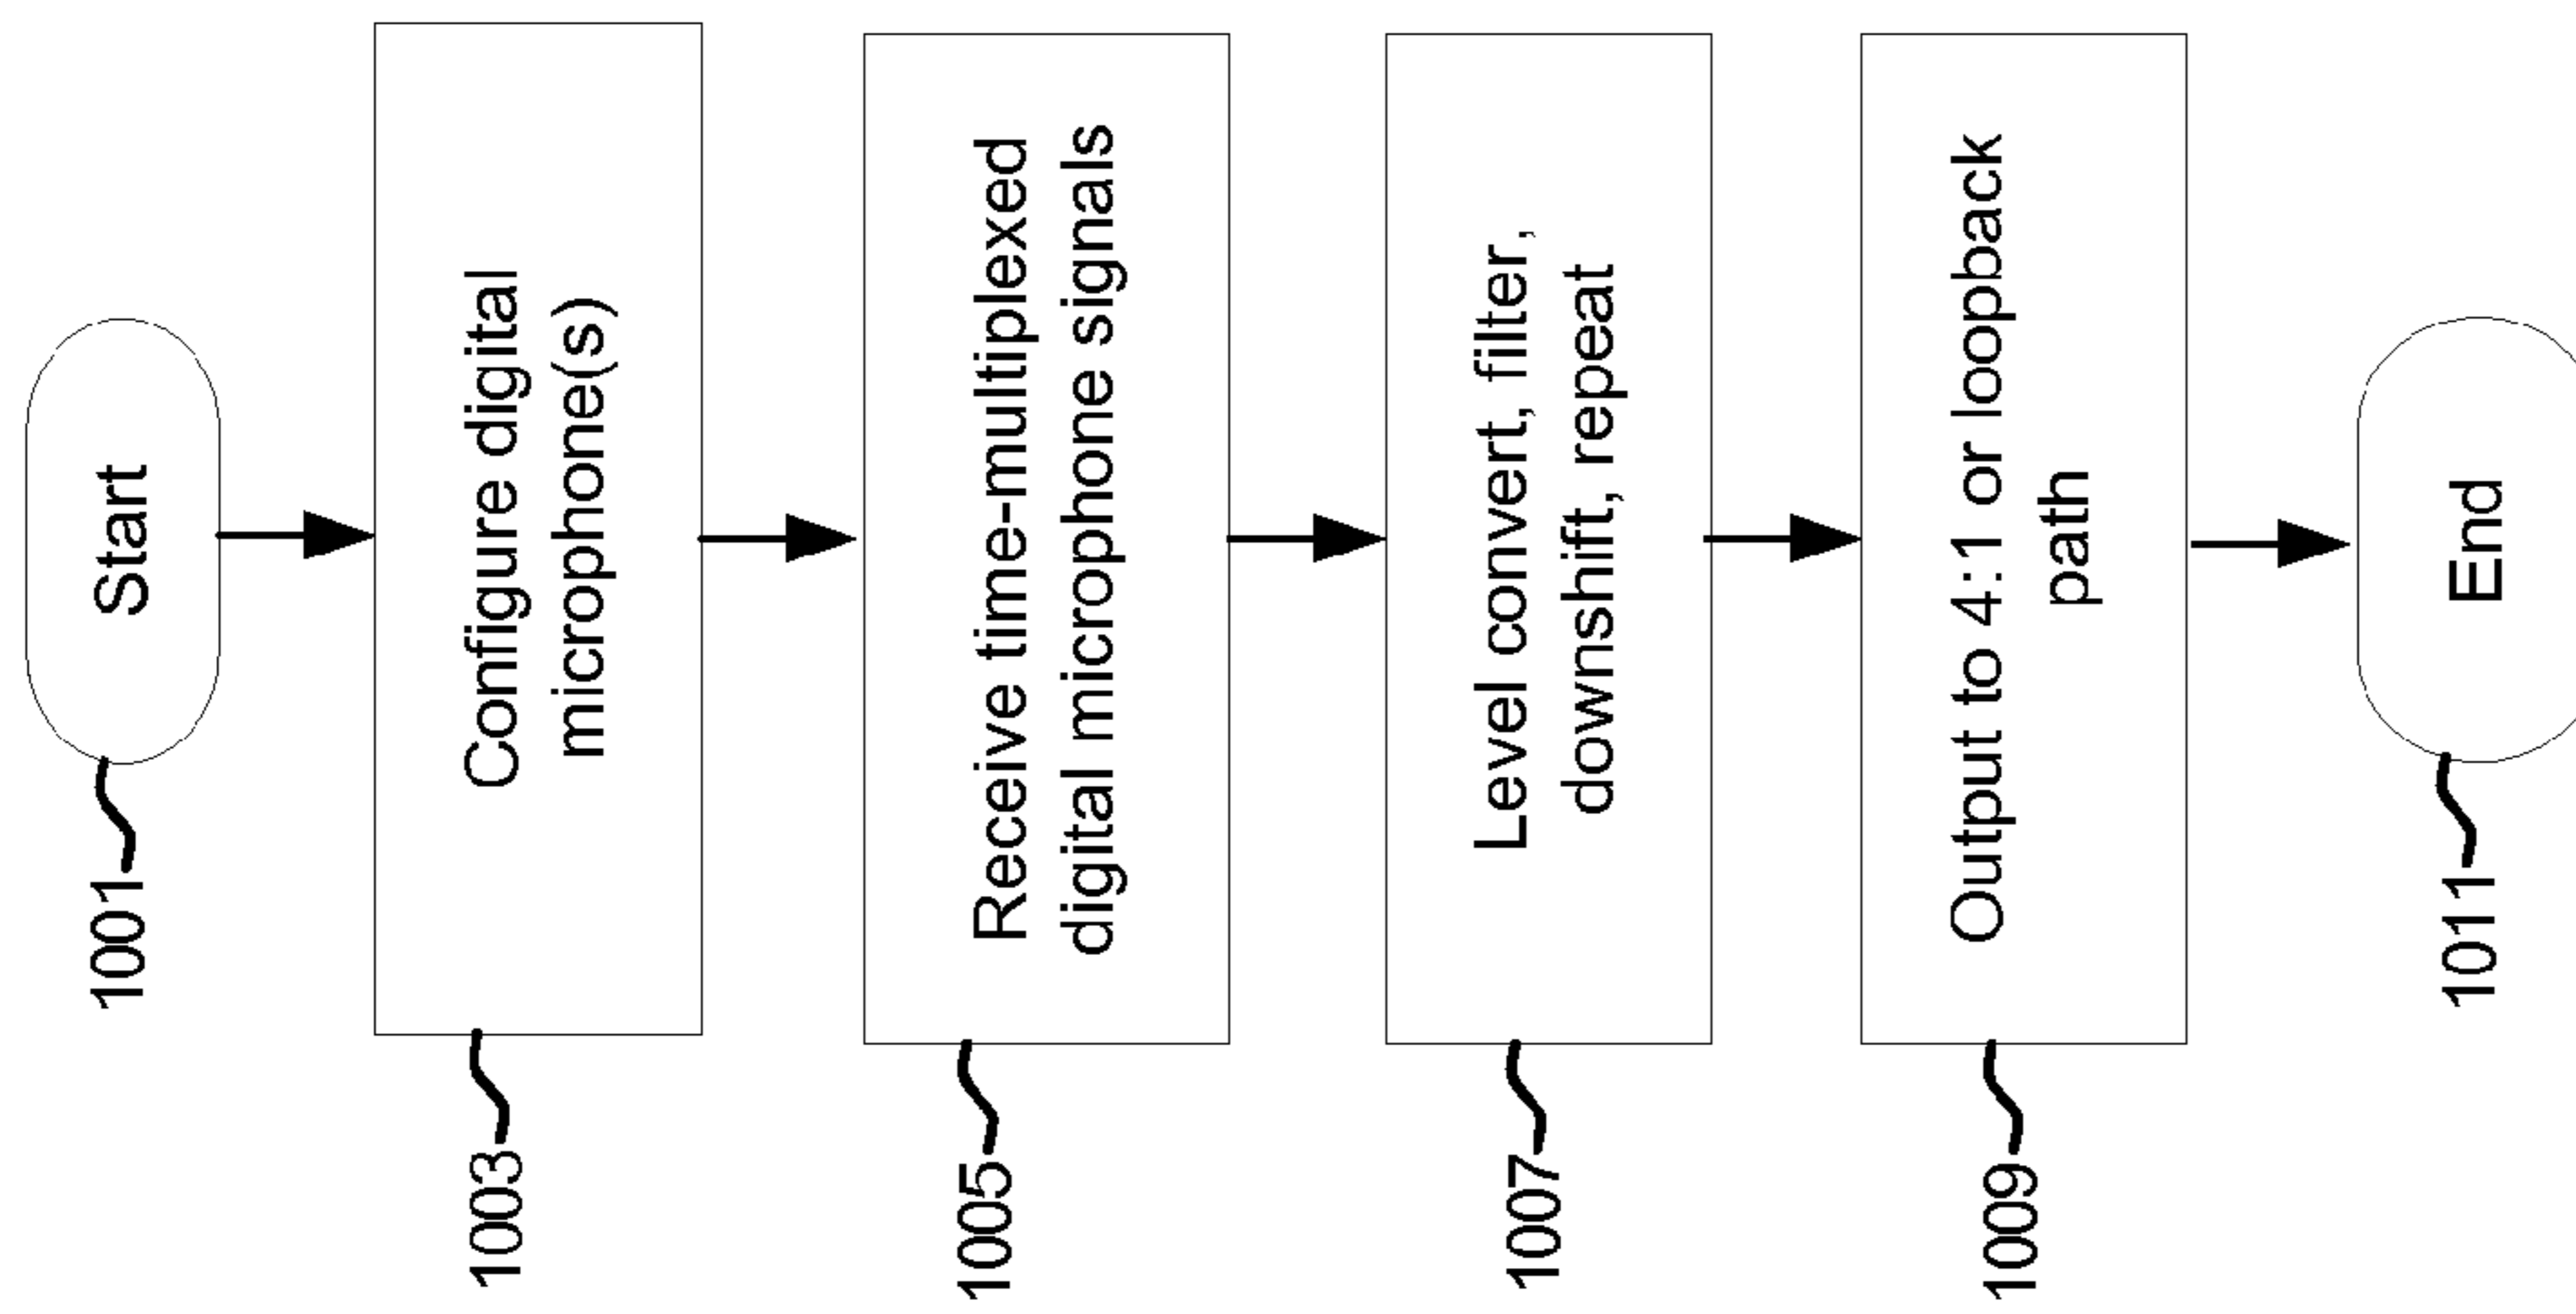 1001
Start
1003
Configure digital
microphone(s)
1005
Receive time-multiplexed
digital microphone signals
1007
Level convert, filter,
downshift, repeat
1009
Output to 4:1 or loopback
path
1011
End